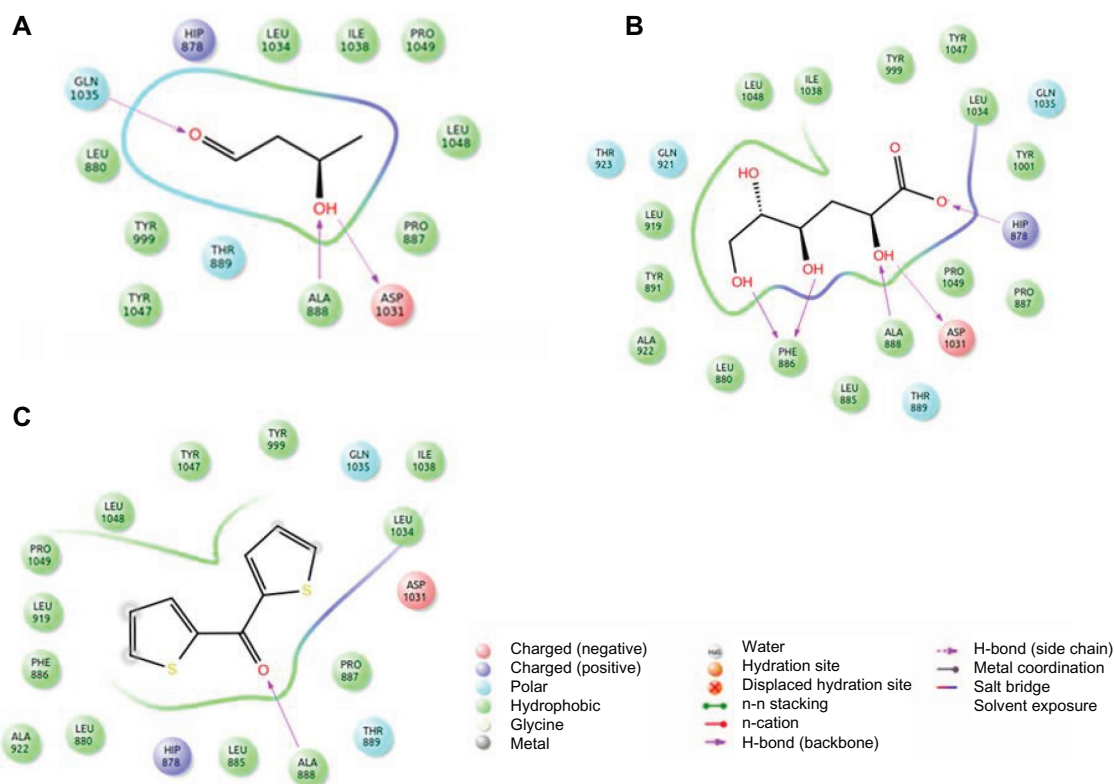 A
HIP
878
LEU
1034
ILE
1038
PRO
1049
GLN
1035
O
LEU
1048
LEU
880
OH
TYR
999
THR
889
PRO
887
TYR
1047
ALA
888
ASP
1031
B
TYR
1047
TYR
999
LEU
1048
ILE
1038
GLN
1035
LEU
1034
THR
923
GLN
921
O
TYR
1001
HO
O
LEU
919
HIP
878
OH
OH
OH
TYR
891
PRO
1049
PRO
887
ALA
922
LEU
880
PHE
886
ALA
888
ASP
1031
LEU
885
THR
889
C
TYR
999
TYR
1047
GLN
1035
ILE
1038
LEU
1048
LEU
1034
PRO
1049
S
ASP
1031
LEU
919
S
O
PHE
886
PRO
887
ALA
922
LEU
880
HIP
878
LEU
885
ALA
888
THR
889
Charged (negative)
Charged (positive)
Polar
Hydrophobic
Glycine
Metal
H₂O
Water
Hydration site
Displaced hydration site
n-n stacking
n-cation
H-bond (backbone)
H-bond (side chain)
Metal coordination
Salt bridge
Solvent exposure